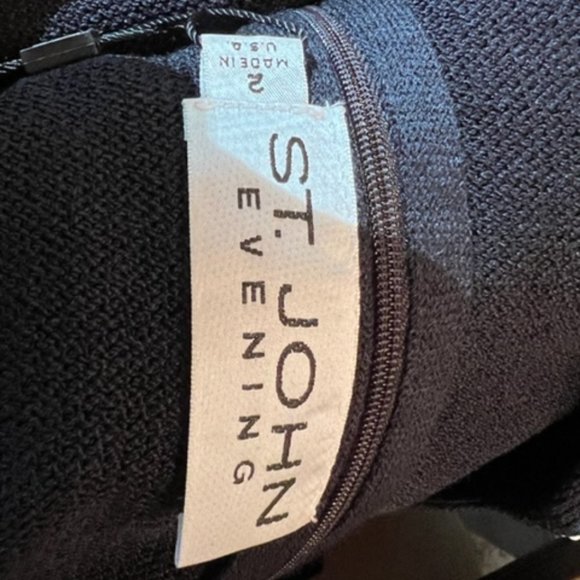 ST. JOHN
EVENING
2
MADE IN
U.S.A.